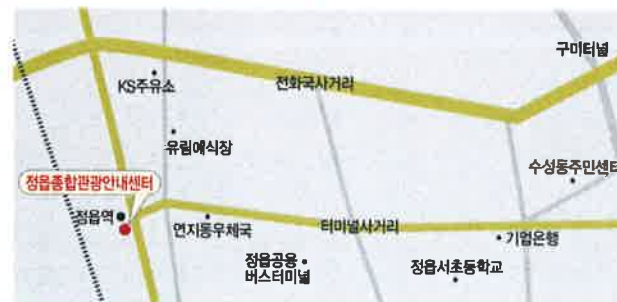 구미터널
KS주유소
전화국사거리
유림예식장
수성동주민센터
정읍종합관광안내센터
정읍역
연지동우체국
터미널사거리
기업은행
정읍공용
버스터미널
정읍서초등학교